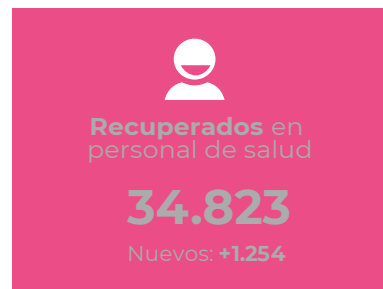 Recuperados en
personal de salud
34.823
Nuevos: +1.254